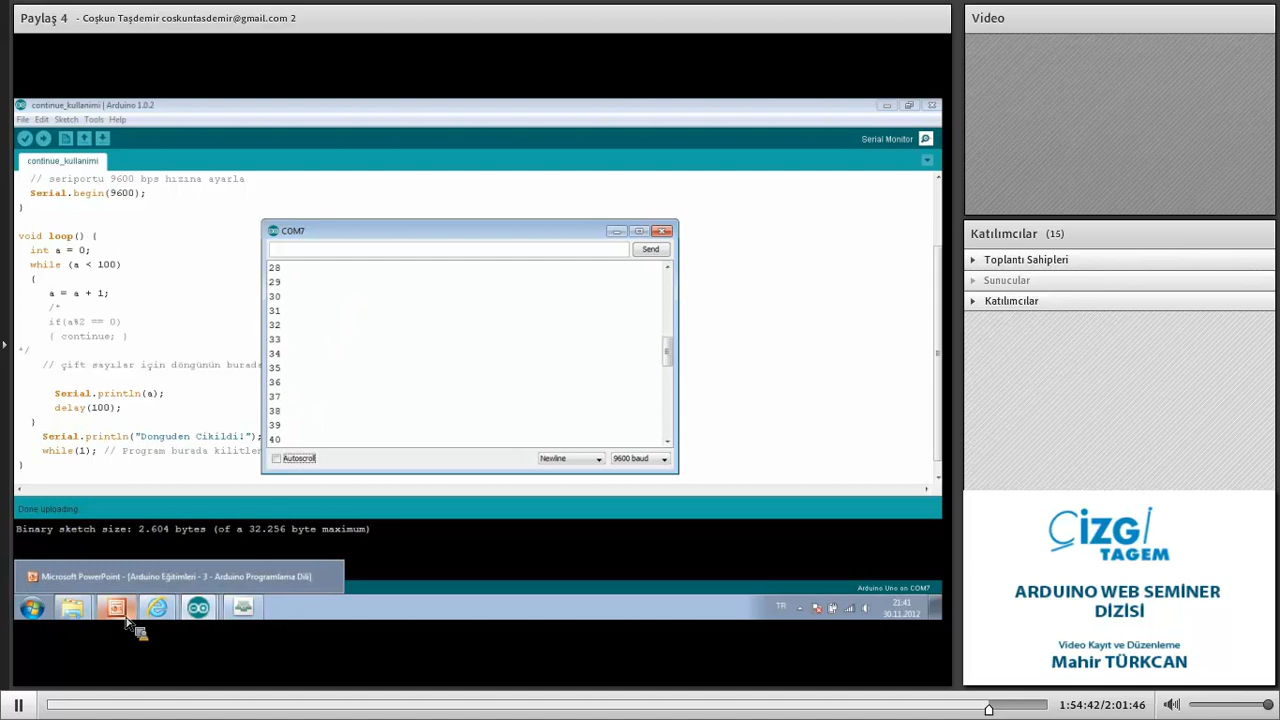 Paylaş 4 - Coşkun Taşdemir coskuntasdemir@gmail.com 2
Video
continue_kullanimi | Arduino 1.0.2
File Edit Sketch Tools Help
Serial Monitor
continue_kullanimi
// seriportu 9600 bps hızına ayarla
Serial.begin(9600);
}
void loop() {
int a = 0;
while (a < 100)
{
a = a + 1;
/*
if(a%2 == 0)
{ continue; }
*/
// çift sayılar için döngünün burada
Serial.println(a);
delay(100);
}
Serial.println("Donguden Cikildi!");
while(1); // Program burada kilitlen
}
COM7
Send
28
29
30
31
32
33
34
35
36
37
38
39
40
Autoscroll
Newline
9600 baud
Done uploading.
Binary sketch size: 2.604 bytes (of a 32.256 byte maximum)
Microsoft PowerPoint - [Arduino Eğitimleri - 3 - Arduino Programlama Dili]
Arduino Uno on COM7
TR
21:41
30.11.2012
Katılımcılar (15)
Toplantı Sahipleri
Sunucular
Katılımcılar
ÇİZGİ
TAGEM
ARDUINO WEB SEMİNER
DİZİSİ
Video Kayıt ve Düzenleme
Mahir TÜRKCAN
1:54:42/2:01:46